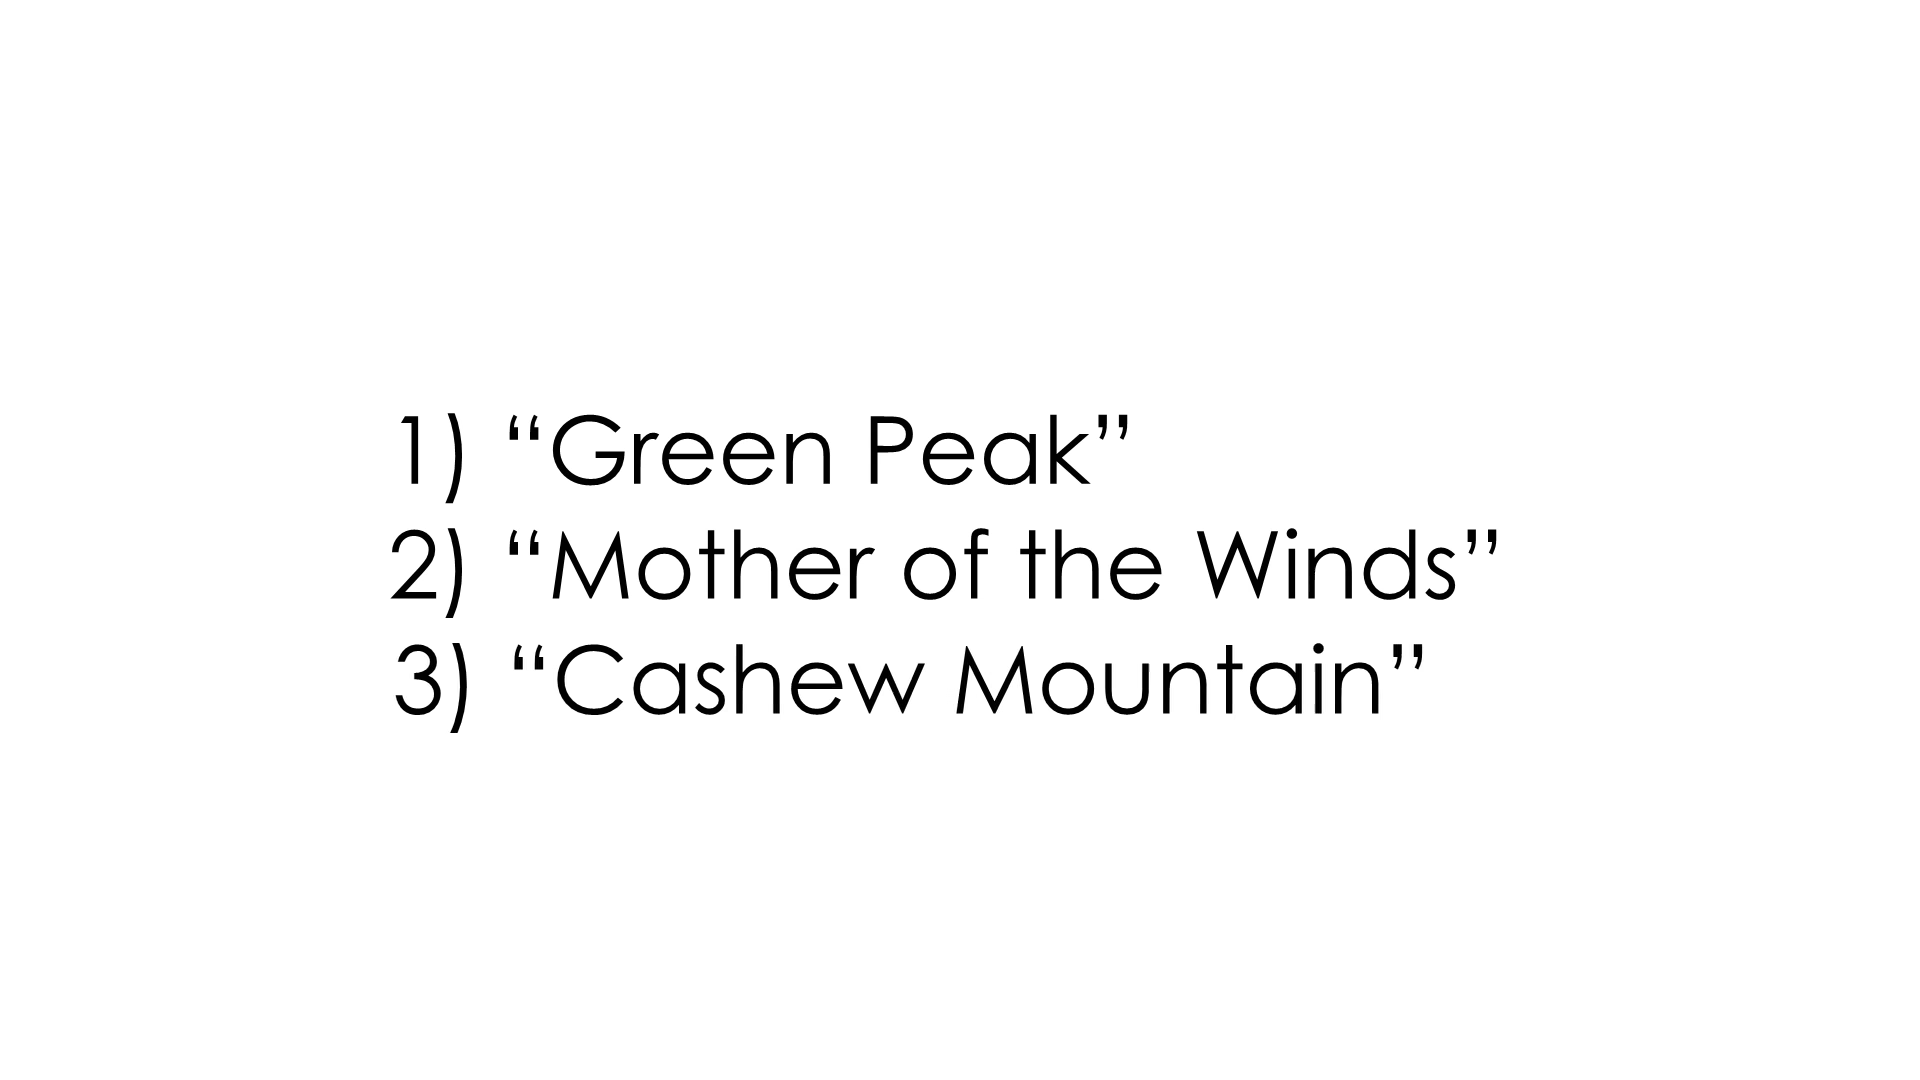 1) “Green Peak”
2) “Mother of the Winds”
3) “Cashew Mountain”